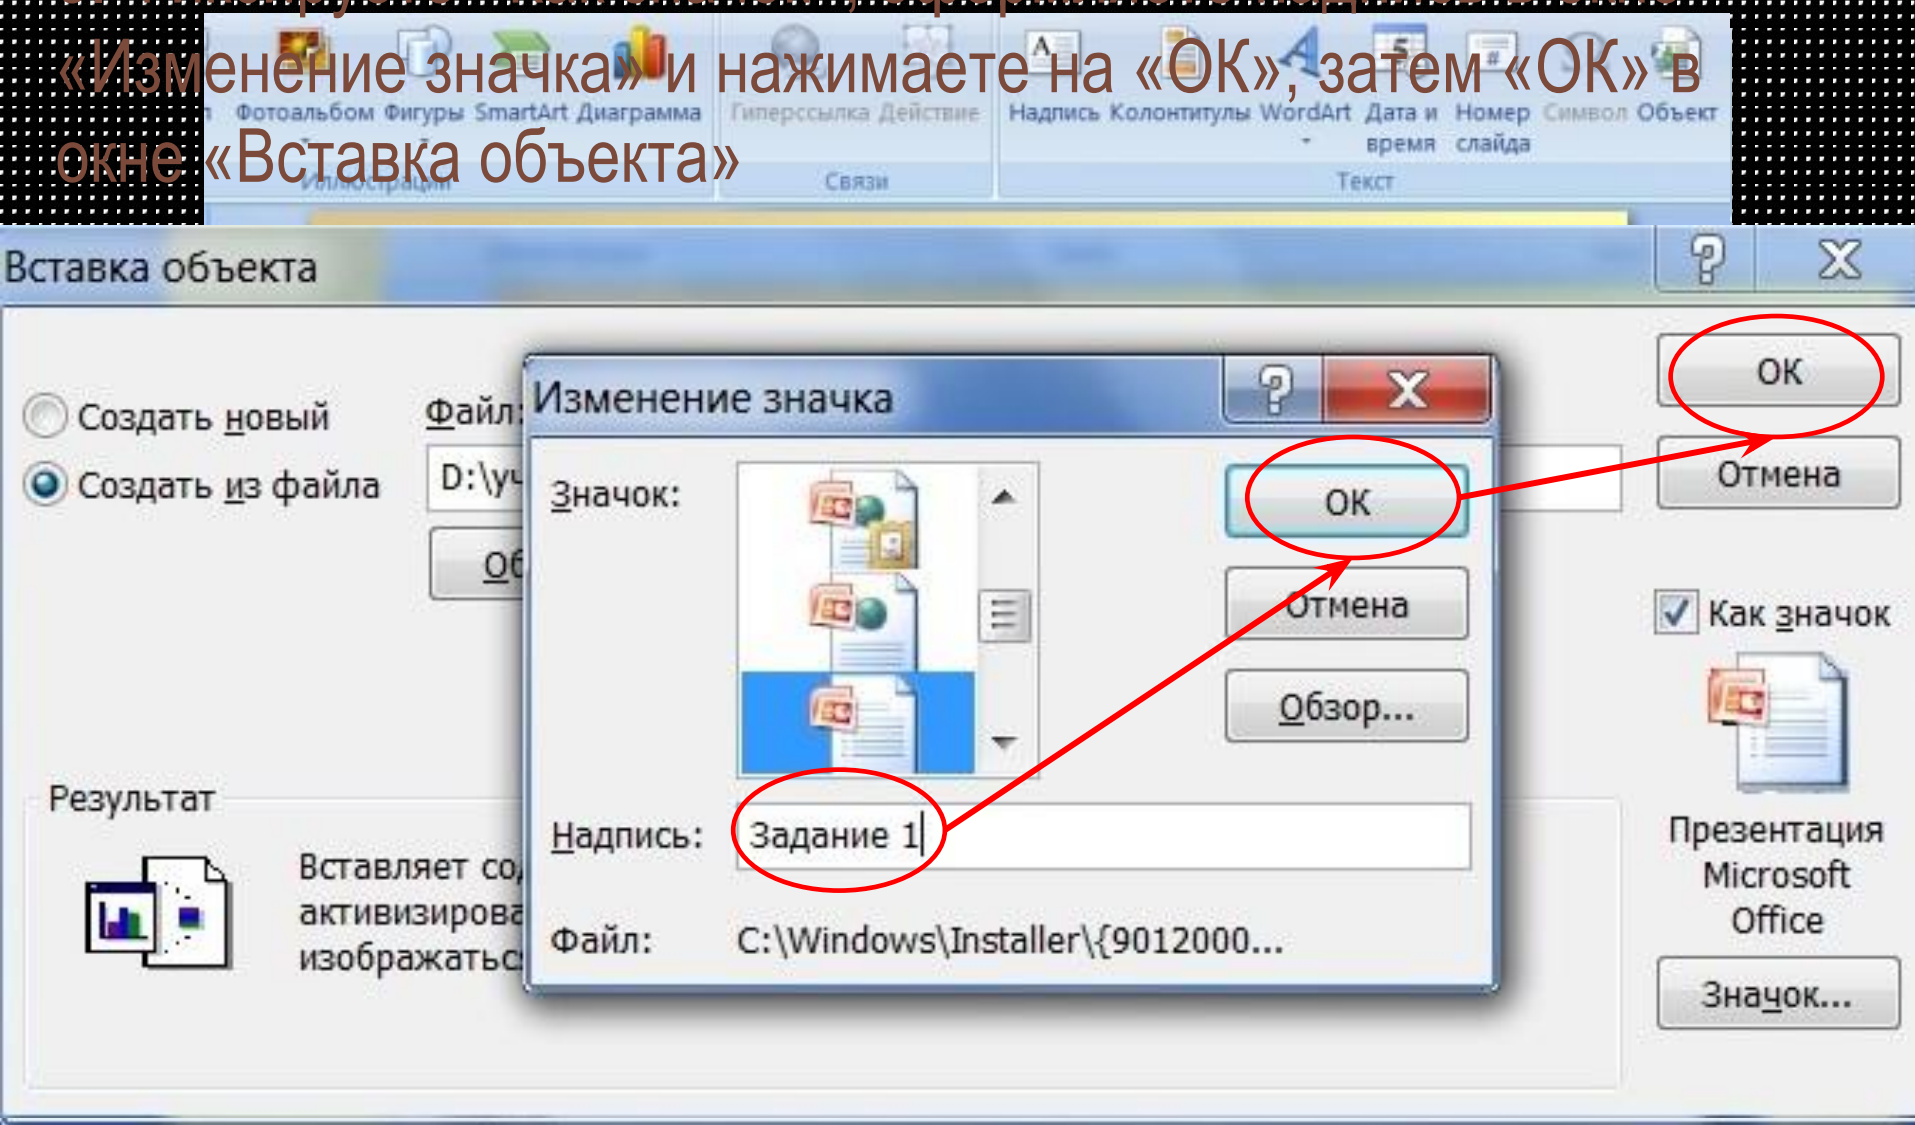 «Изменение значка» и нажимаете на «ОК», затем «ОК» в
окне «Вставка объекта»
Фотоальбом Фигуры SmartArt Диаграмма Гиперссылка Действие Надпись Колонтитулы WordArt Дата и время Номер слайда Символ Объект
Иллюстрации Связи Текст
Вставка объекта
ОК
Изменение значка
Создать новый
Файл:
Создать из файла
D:\уч
Отмена
Значок:
ОК
Об
Отмена
Как значок
Обзор...
Результат
Надпись: Задание 1
Презентация
Microsoft
Office
Вставляет
Файл: C:\Windows\Installer\{9012000...
Значок...